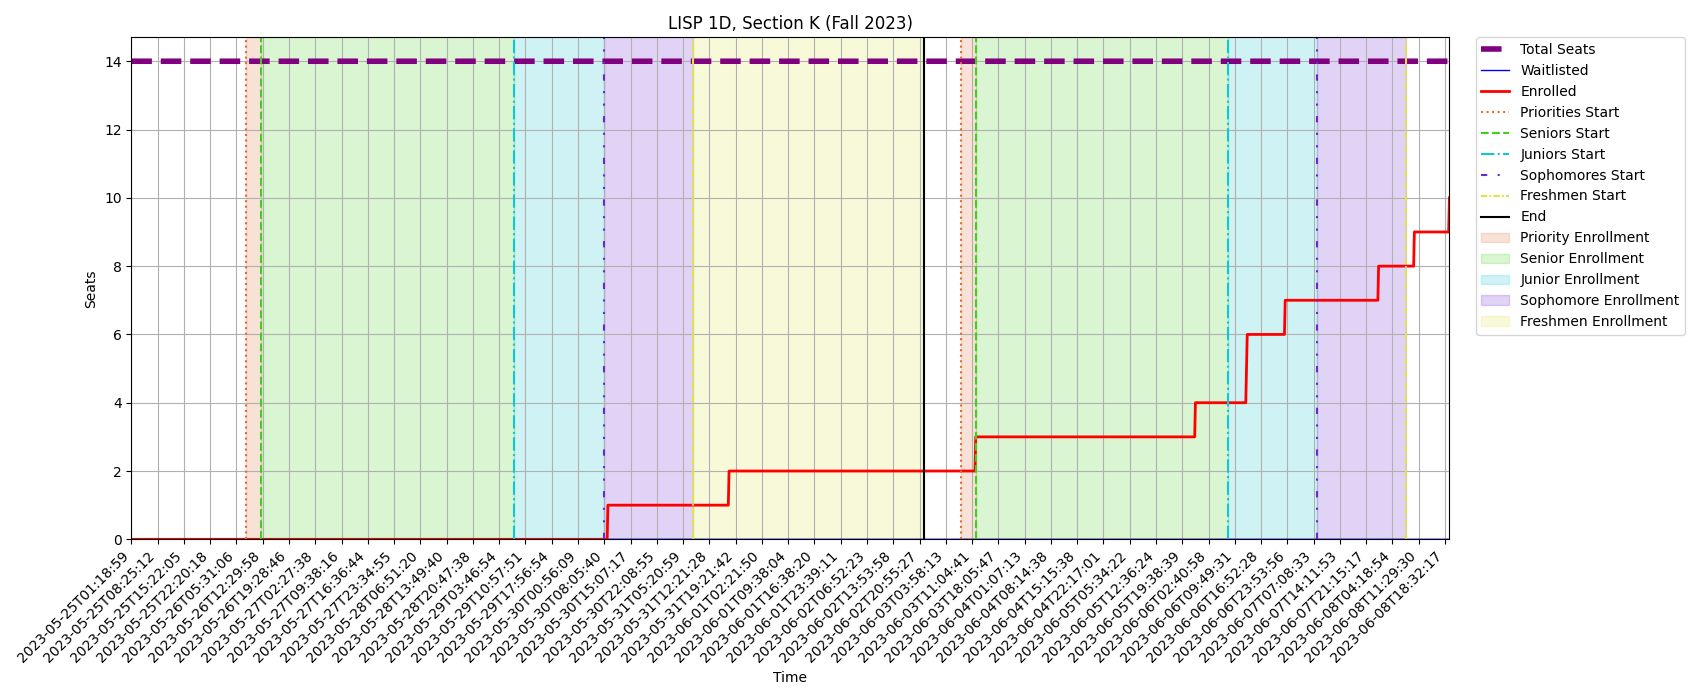 LISP 1D, Section K (Fall 2023)
14
12
10
8
6
4
2
0
Seats
2023-05-25T01:18:59
2023-05-25T08:25:12
2023-05-25T15:22:05
2023-05-25T22:20:18
2023-05-26T05:31:06
2023-05-26T12:29:58
2023-05-26T19:28:46
2023-05-27T02:27:38
2023-05-27T09:38:16
2023-05-27T16:36:44
2023-05-27T23:34:55
2023-05-28T06:51:20
2023-05-28T13:49:40
2023-05-28T20:47:38
2023-05-29T03:46:54
2023-05-29T10:57:51
2023-05-29T17:56:54
2023-05-30T00:56:09
2023-05-30T08:05:40
2023-05-30T15:07:17
2023-05-30T22:08:55
2023-05-31T05:20:59
2023-05-31T12:21:28
2023-05-31T19:21:42
2023-06-01T02:21:50
2023-06-01T09:38:04
2023-06-01T16:38:20
2023-06-01T23:39:11
2023-06-02T06:52:23
2023-06-02T13:53:58
2023-06-02T20:55:27
2023-06-03T03:58:13
2023-06-03T11:04:41
2023-06-03T18:05:47
2023-06-04T01:07:13
2023-06-04T08:14:38
2023-06-04T15:15:38
2023-06-04T22:17:01
2023-06-05T05:34:22
2023-06-05T12:36:24
2023-06-05T19:38:39
2023-06-06T02:40:58
2023-06-06T09:49:31
2023-06-06T16:52:28
2023-06-06T23:53:56
2023-06-07T07:08:33
2023-06-07T14:11:53
2023-06-07T21:15:17
2023-06-08T04:18:54
2023-06-08T11:29:30
2023-06-08T18:32:17
Time
Total Seats
Waitlisted
Enrolled
Priorities Start
Seniors Start
Juniors Start
Sophomores Start
Freshmen Start
End
Priority Enrollment
Senior Enrollment
Junior Enrollment
Sophomore Enrollment
Freshmen Enrollment